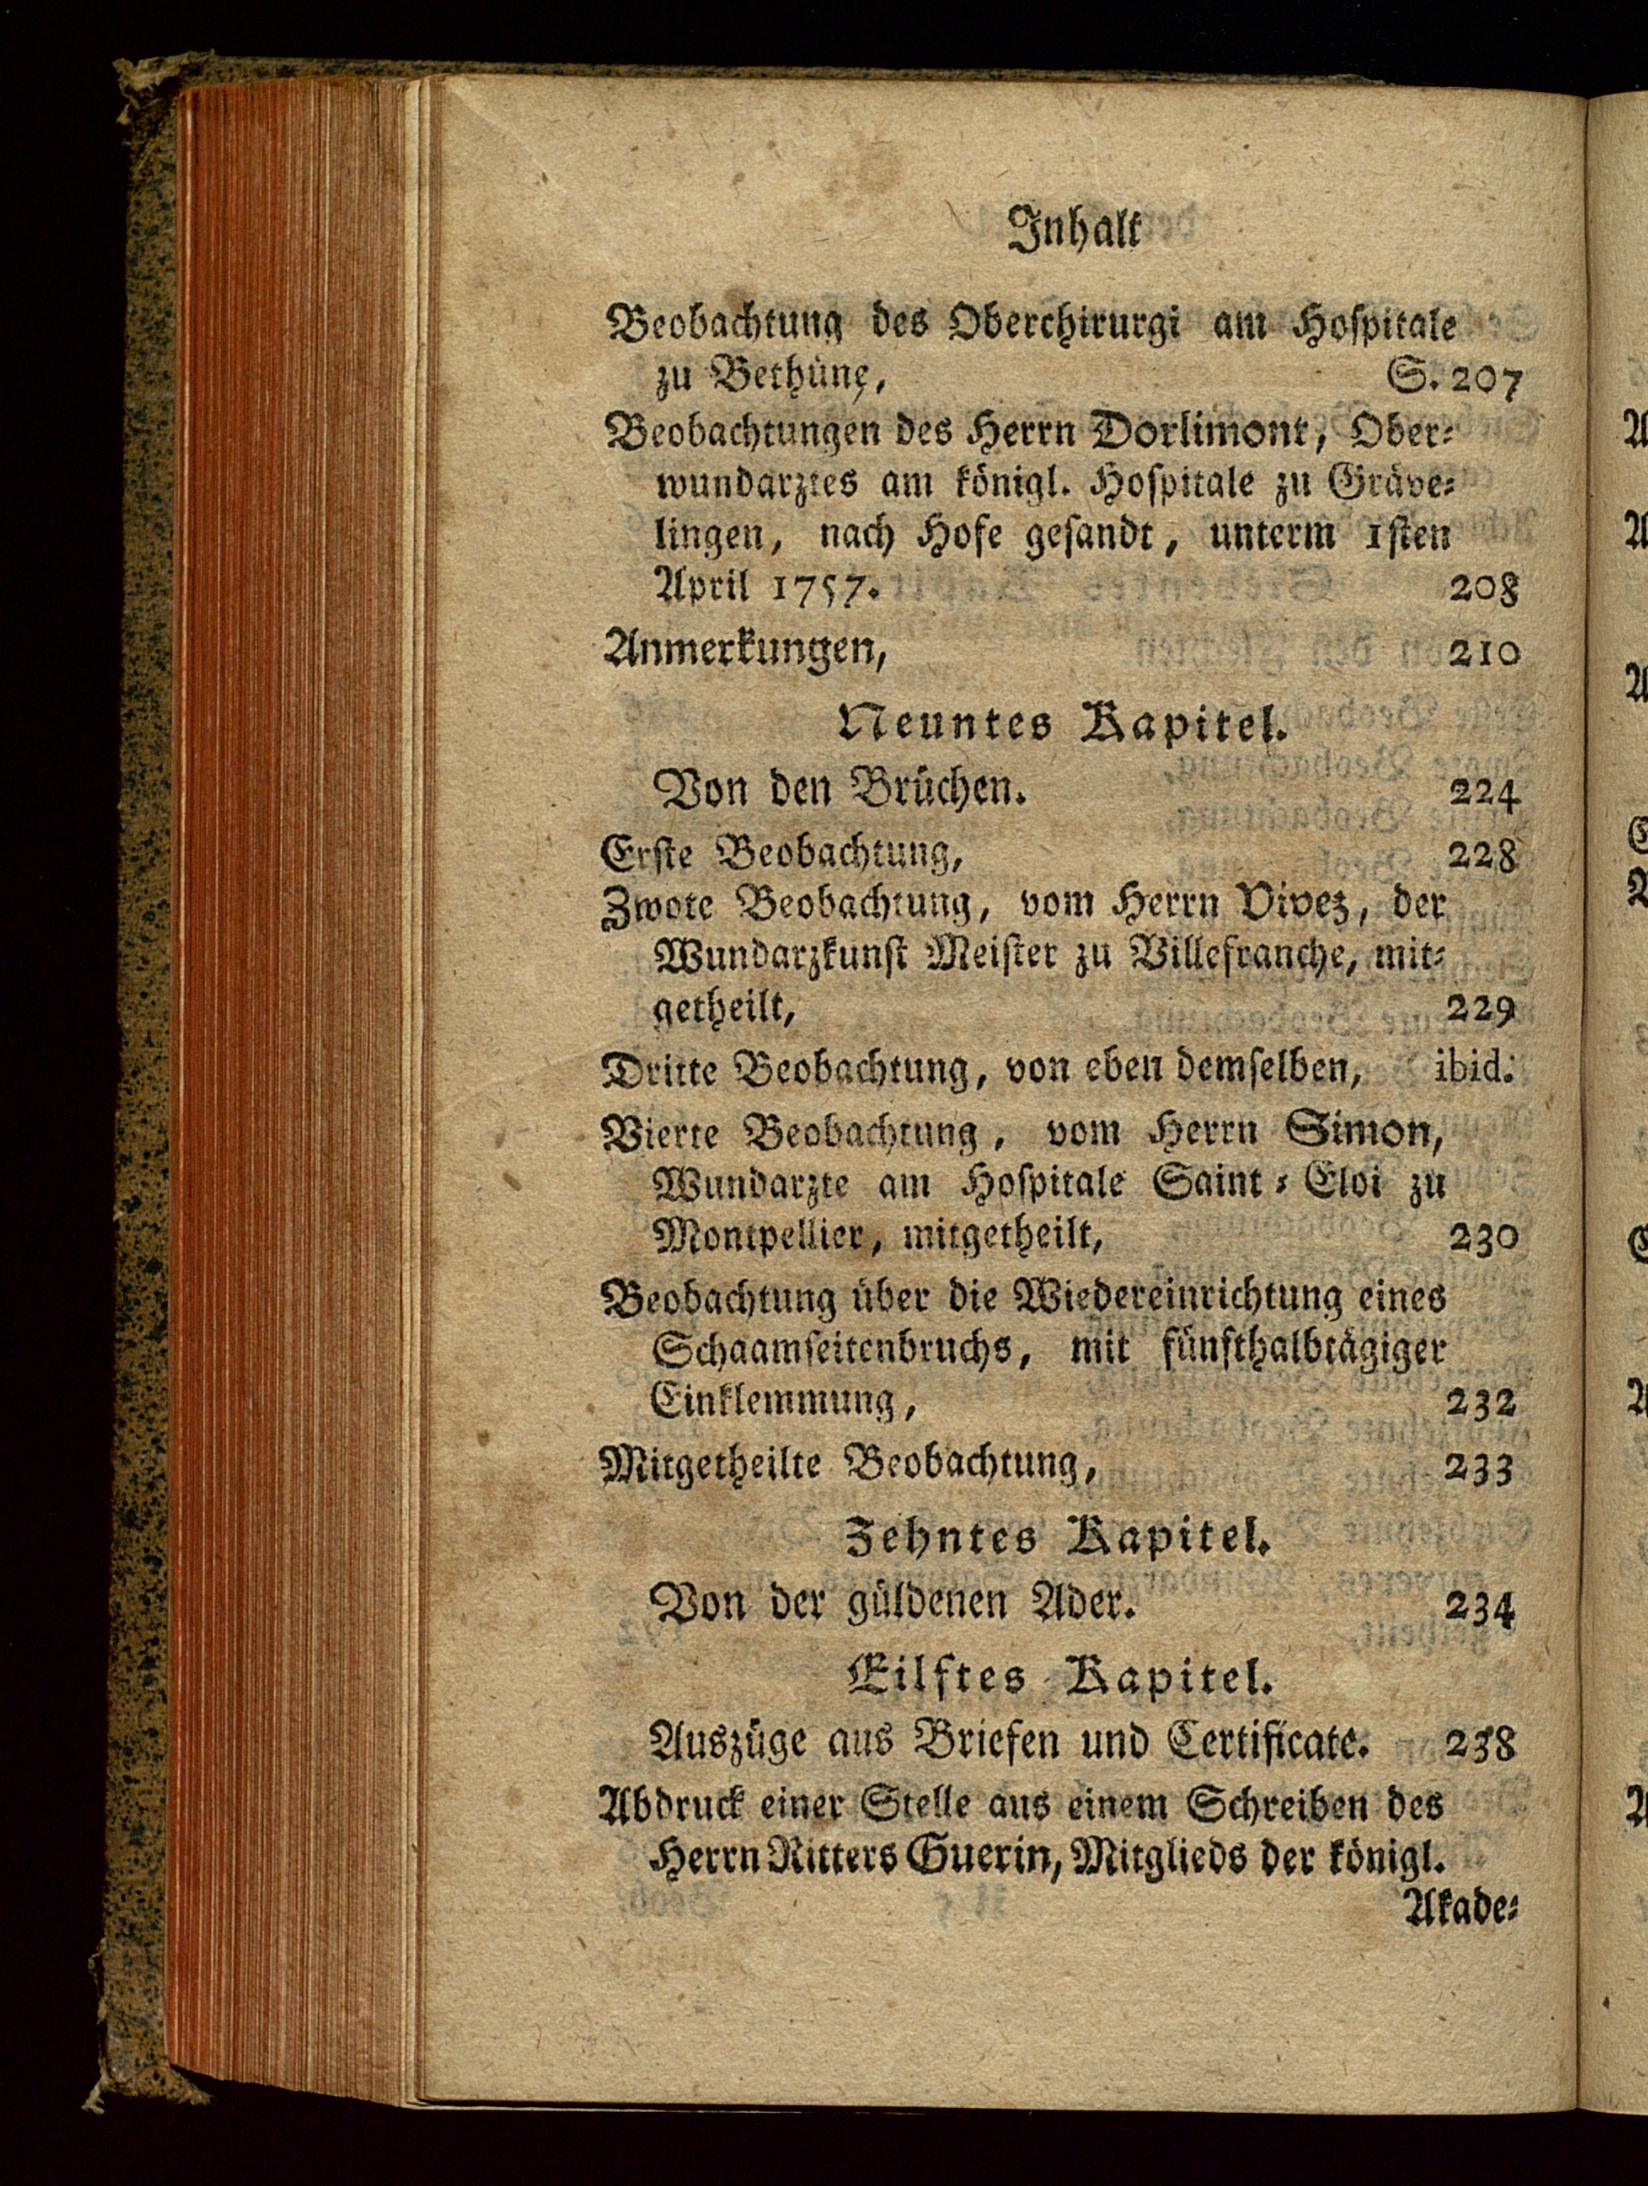 Inhalt
Beobachtung des Oberchirurgi am Hoſpitale
zu Bethüne, S. 207
Beobachtungen des Herrn Dorlimont, Ober⸗
wundarztes am königl. Hoſpitale zu Gräve⸗
lingen, nach Hofe geſandt, unterm 1ſten
April 1757. 208
Anmerkungen, 210
Neuntes Kapitel.
Von den Brüchen. 224
Erſte Beobachtung, 228
Zwote Beobachtung, vom Herrn Vivez, der
Wundarzkunſt Meiſter zu Villefranche, mit⸗
getheilt, 229
Dritte Beobachtung, von eben demſelben, ibid.
Vierte Beobachtung, vom Herrn Simon,
Wundarzte am Hoſpitale Saint⸗Eloi zu
Montpellier, mitgetheilt, 230
Beobachtung über die Wiedereinrichtung eines
Schaamſeitenbruchs, mit fünfthalbtägiger
Einklemmung, 232
Mitgetheilte Beobachtung, 233
Zehntes Kapitel.
Von der güldenen Ader. 234
Eilftes Kapitel.
Auszüge aus Briefen und Certificate. 238
Abdruck einer Stelle aus einem Schreiben des
Herrn Ritters Guerin, Mitglieds der königl.
Akade⸗